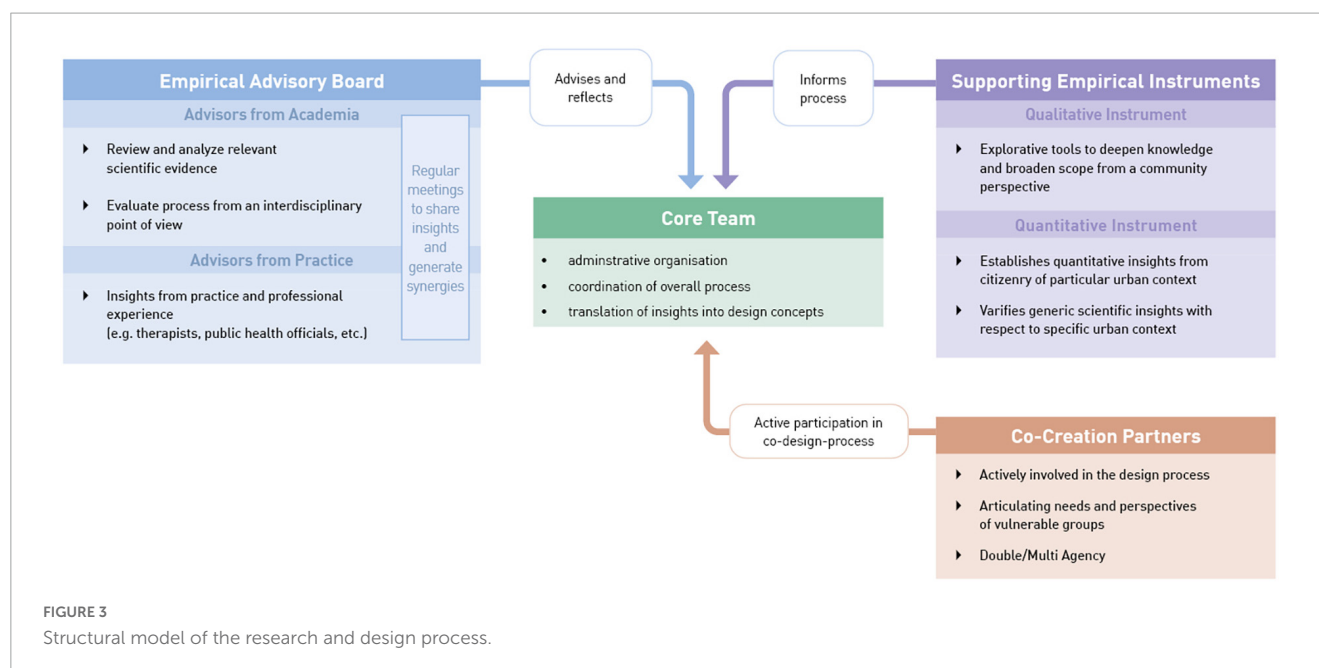 Empirical Advisory Board
Advisors from Academia
Review and analyze relevant
scientific evidence
Evaluate process from an interdisciplinary
point of view
Advisors from Practice
Insights from practice and professional
experience
(e.g. therapists, public health officials, etc.)
Regular
meetings
to share
insights
and
generate
synergies
Advises and
reflects
Informs
process
Core Team
adminstrative organisation
coordination of overall process
translation of insights into design concepts
Supporting Empirical Instruments
Qualitative Instrument
Explorative tools to deepen knowledge
and broaden scope from a community
perspective
Quantitative Instrument
Establishes quantitative insights from
citizenry of particular urban context
Varifies generic scientific insights with
respect to specific urban context
Active participation in
co-design-process
Co-Creation Partners
Actively involved in the design process
Articulating needs and perspectives
of vulnerable groups
Double/Multi Agency
FIGURE 3
Structural model of the research and design process.